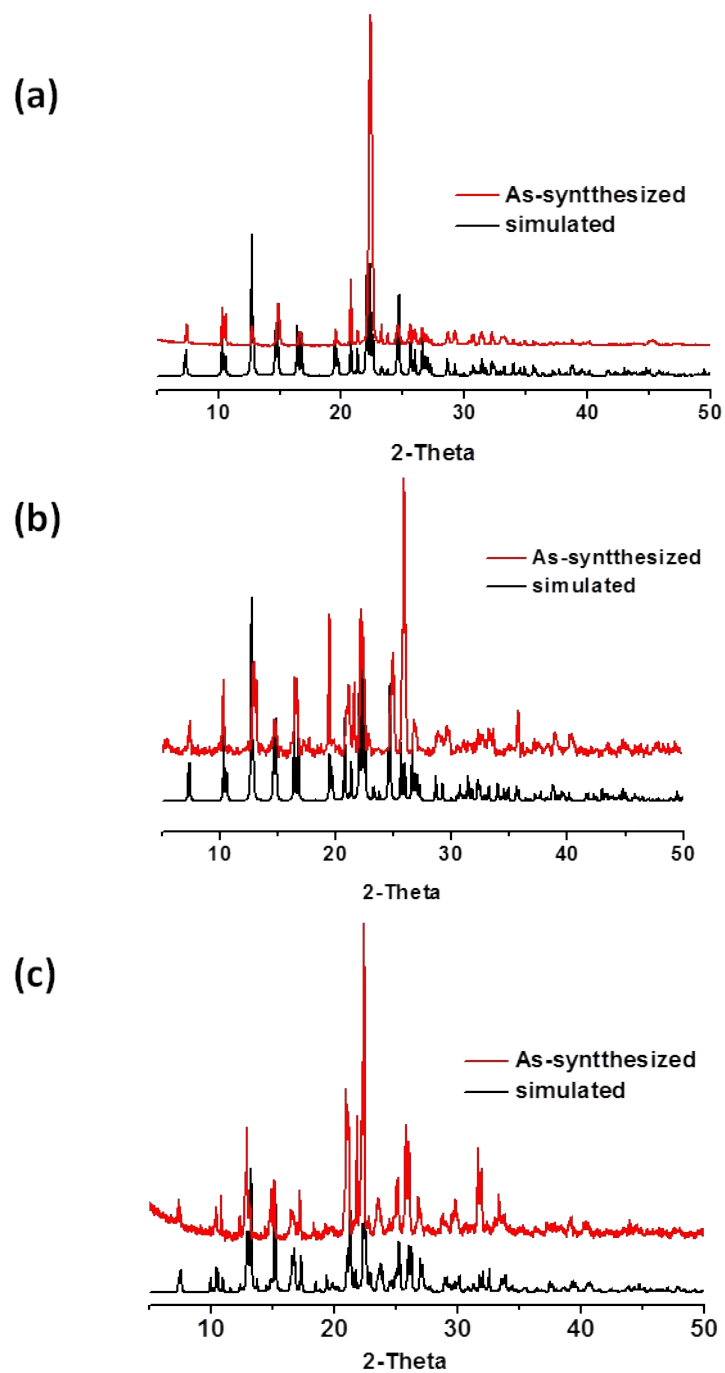 (a)
As-syntthesized
simulated
10 20 30 40 50
2-Theta
(b)
As-syntthesized
simulated
10 20 30 40 50
2-Theta
(c)
As-syntthesized
simulated
10 20 30 40 50
2-Theta